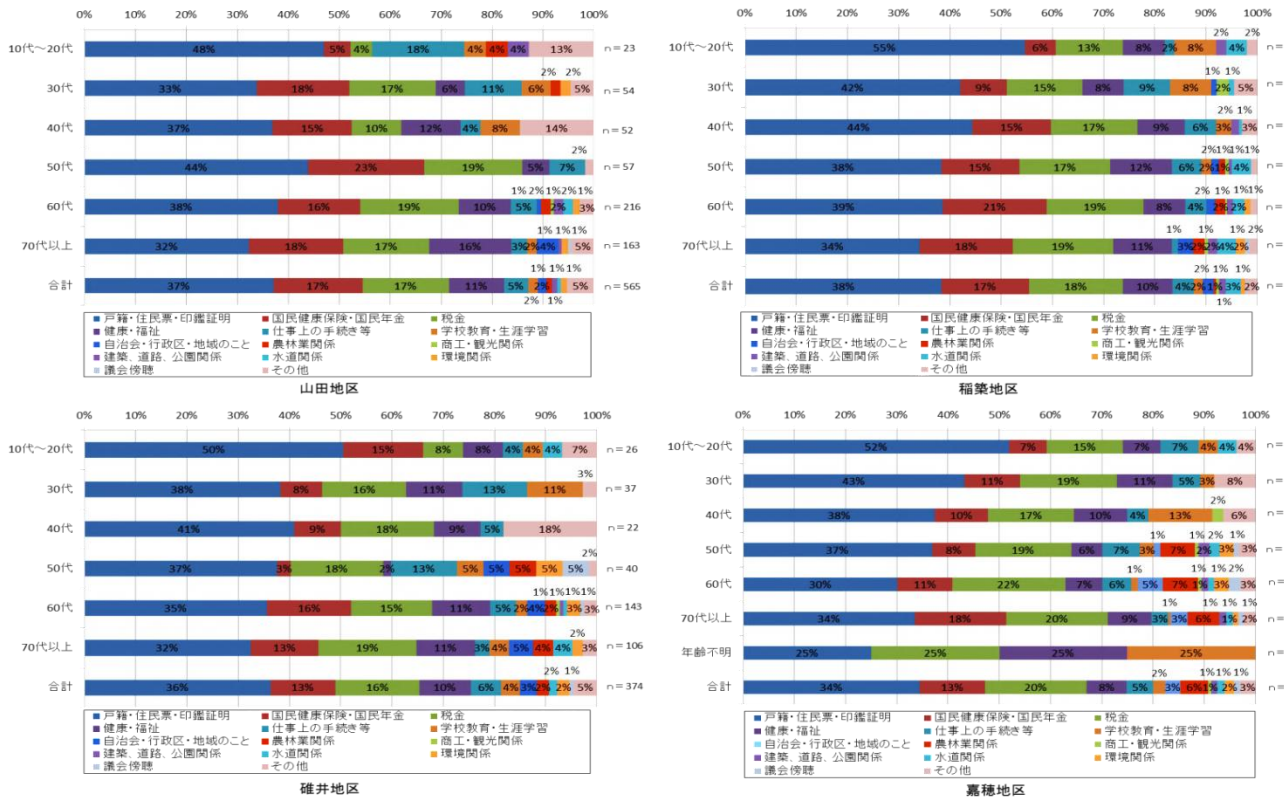 0% 10% 20% 30% 40% 50% 60% 70% 80% 90% 100%
10代~20代 48% 5% 4% 18% 4% 4% 4% 13% n=23
2% 2%
30代 33% 18% 17% 6% 11% 6% 5% n=54
40代 37% 15% 10% 12% 4% 8% 14% n=52
2%
50代 44% 23% 19% 5% 7% n=57
1% 2% 1% 2% 1%
60代 38% 16% 19% 10% 5% 2% 3% n=216
1% 1% 1%
70代以上 32% 18% 17% 16% 3% 2% 4% 5% n=163
1% 1% 1%
合計 37% 17% 17% 11% 5% 2% 5% n=565
2% 1%
戸籍・住民票・印鑑証明 国民健康保険・国民年金 税金
健康・福祉 仕事上の手続き等 学校教育・生涯学習
自治会・行政区・地域のこと 農林業関係 商工・観光関係
建築、道路、公園関係 水道関係 環境関係
議会傍聴 その他
山田地区
0% 10% 20% 30% 40% 50% 60% 70% 80% 90% 100%
2% 2%
10代~20代 55% 6% 13% 8% 2% 8% 4% n=
1% 1%
30代 42% 9% 15% 8% 9% 8% 2% 5% n=
2% 1%
40代 44% 15% 17% 9% 6% 3% 3% n=
2% 1% 1% 1%
50代 38% 15% 17% 12% 6% 2% 1% 4% n=
2% 1% 1% 1%
60代 39% 21% 19% 8% 4% 2% 2% n=
1% 1% 1% 2%
70代以上 34% 18% 19% 11% 3% 2% 2% 4% 2% n=
2% 1% 1%
合計 38% 17% 18% 10% 4% 2% 1% 3% 2% n=
1%
戸籍・住民票・印鑑証明 国民健康保険・国民年金 税金
健康・福祉 仕事上の手続き等 学校教育・生涯学習
自治会・行政区・地域のこと 農林業関係 商工・観光関係
建築、道路、公園関係 水道関係 環境関係
議会傍聴 その他
稲築地区
0% 10% 20% 30% 40% 50% 60% 70% 80% 90% 100%
10代~20代 50% 15% 8% 8% 4% 4% 4% 7% n=26
3%
30代 38% 8% 16% 11% 13% 11% n=37
40代 41% 9% 18% 9% 5% 18% n=22
2%
50代 37% 3% 18% 2% 13% 5% 5% 5% 5% 5% n=40
1% 1% 1% 1%
60代 35% 16% 15% 11% 5% 2% 4% 2% 3% 3% n=143
2%
70代以上 32% 13% 19% 11% 3% 4% 5% 4% 4% 3% n=106
2% 1%
合計 36% 13% 16% 10% 6% 4% 3% 2% 2% 5% n=374
戸籍・住民票・印鑑証明 国民健康保険・国民年金 税金
健康・福祉 仕事上の手続き等 学校教育・生涯学習
自治会・行政区・地域のこと 農林業関係 商工・観光関係
建築、道路、公園関係 水道関係 環境関係
議会傍聴 その他
碓井地区
0% 10% 20% 30% 40% 50% 60% 70% 80% 90% 100%
10代~20代 52% 7% 15% 7% 7% 4% 4% 4% n=
30代 43% 11% 19% 11% 5% 3% 8% n=
2%
40代 38% 10% 17% 10% 4% 13% 6% n=
1% 1% 2% 1%
50代 37% 8% 19% 6% 7% 3% 7% 2% 3% 3% n=
1% 1% 1% 2%
60代 30% 11% 22% 7% 6% 5% 7% 1% 3% 3% n=
1% 1% 1% 1%
70代以上 34% 18% 20% 9% 3% 3% 6% 1% 2% n=
年齢不明 25% 25% 25% 25% n=
2% 1% 1% 1%
合計 34% 13% 20% 8% 5% 3% 6% 1% 2% 3% n=
戸籍・住民票・印鑑証明 国民健康保険・国民年金 税金
健康・福祉 仕事上の手続き等 学校教育・生涯学習
自治会・行政区・地域のこと 農林業関係 商工・観光関係
建築、道路、公園関係 水道関係 環境関係
議会傍聴 その他
嘉穂地区